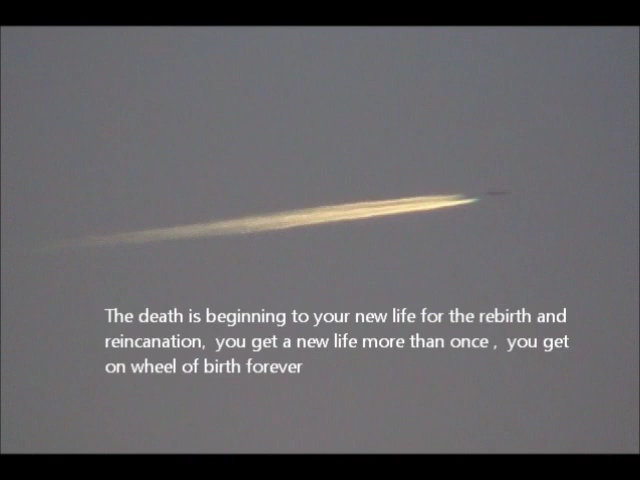 The death is beginning to your new life for the rebirth and
reincanation,  you get a new life more than once ,  you get
on wheel of birth forever